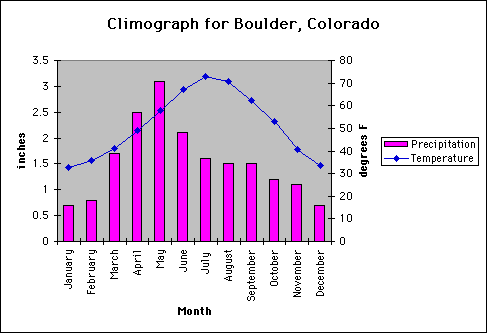 Climograph for Boulder, Colorado
3.5
3
2.5
2
1.5
1
0.5
0
inches
80
70
60
50
40
30
20
10
0
degrees F
Precipitation
Temperature
January
February
March
April
May
June
July
August
September
October
November
December
Month